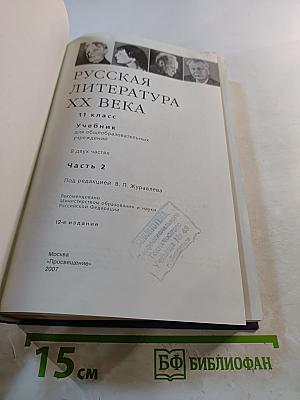 РУССКАЯ
ЛИТЕРАТУРА
XX ВЕКА
11 класс
Учебник
для общеобразовательных
учреждений
В двух частях
Часть 2
Под редакцией В. П. Журавлева
Рекомендовано
Министерством образования и науки
Российской Федерации
12-е издание
БИБЛИОТЕКА
Москва
«Просвещение»
2007
15 см
БФ БИБЛИОФАН